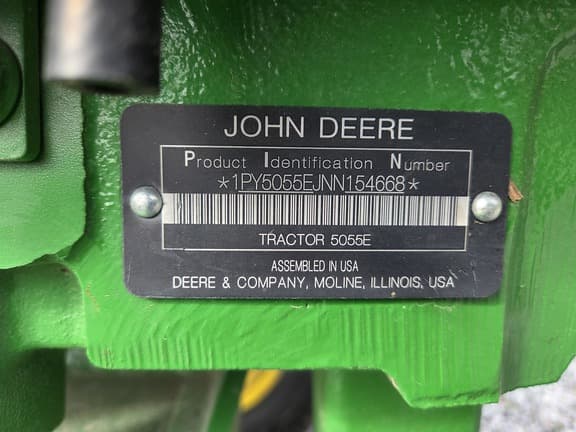 JOHN DEERE
Product Identification Number
*1PY5055EJNN154668*
TRACTOR 5055E
ASSEMBLED IN USA
DEERE & COMPANY, MOLINE, ILLINOIS, USA